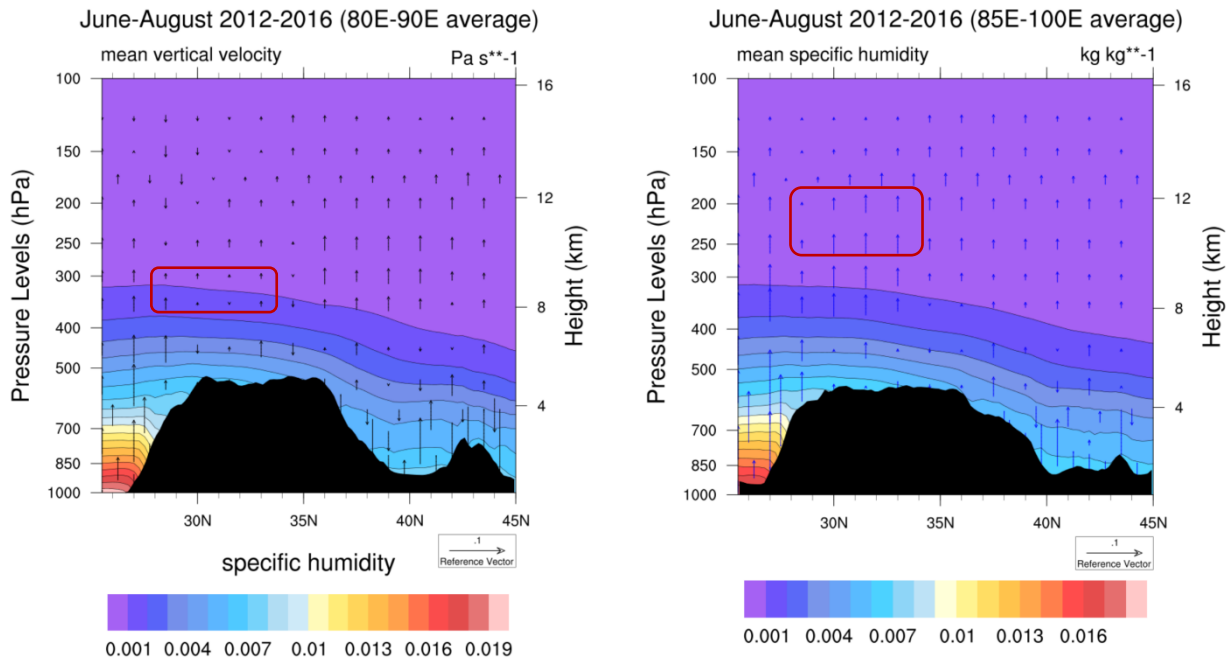 June-August 2012-2016 (80E-90E average)
mean vertical velocity
Pa s**-1
Pressure Levels (hPa)
100
150
200
250
300
400
500
700
850
1000
16
12
8
4
Height (km)
30N
35N
40N
45N
.1
Reference Vector
specific humidity
0.001
0.004
0.007
0.01
0.013
0.016
0.019
June-August 2012-2016 (85E-100E average)
mean specific humidity
kg kg**-1
Pressure Levels (hPa)
100
150
200
250
300
400
500
700
850
1000
16
12
8
4
Height (km)
30N
35N
40N
45N
.1
Reference Vector
0.001
0.004
0.007
0.01
0.013
0.016